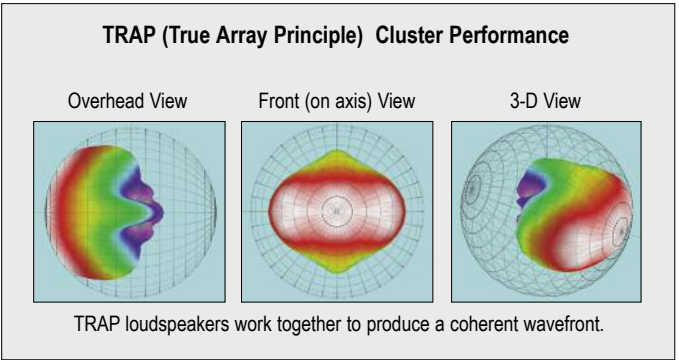 TRAP (True Array Principle) Cluster Performance
Overhead View
Front (on axis) View
3-D View
TRAP loudspeakers work together to produce a coherent wavefront.